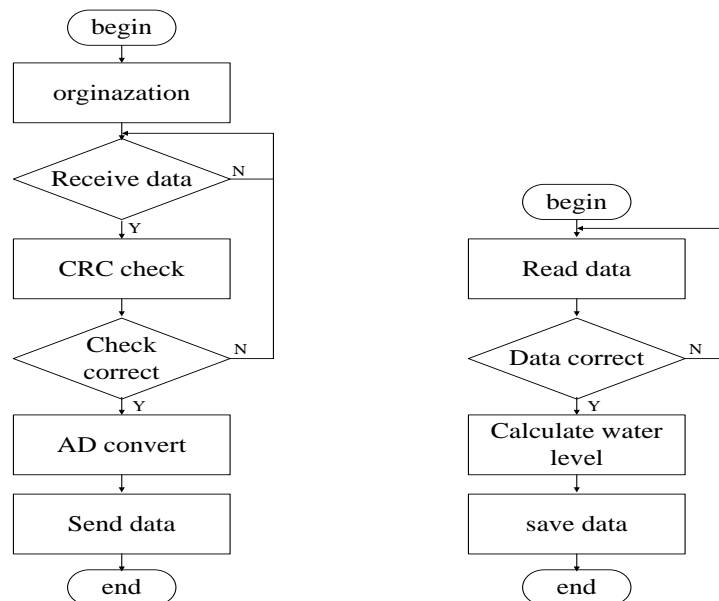 begin
orginazation
Receive data
N
Y
CRC check
Check
correct
N
Y
AD convert
Send data
end
begin
Read data
Data correct
N
Y
Calculate water
level
save data
end